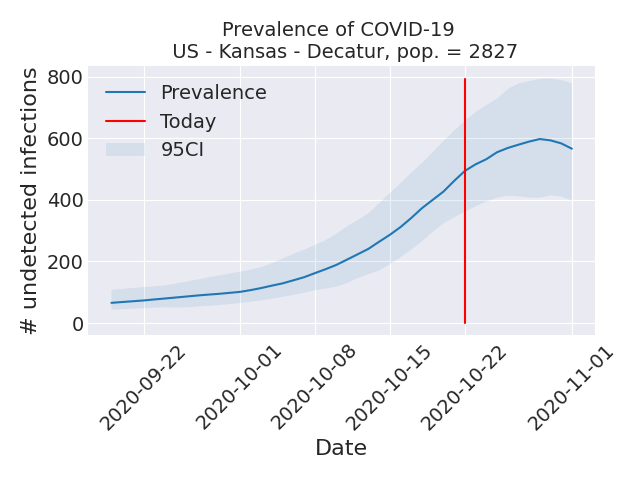 Prevalence of COVID-19
US - Kansas - Decatur, pop. = 2827
# undetected infections
800
600
400
200
0
Prevalence
Today
95CI
2020-09-22
2020-10-01
2020-10-08
2020-10-15
2020-10-22
2020-11-01
Date